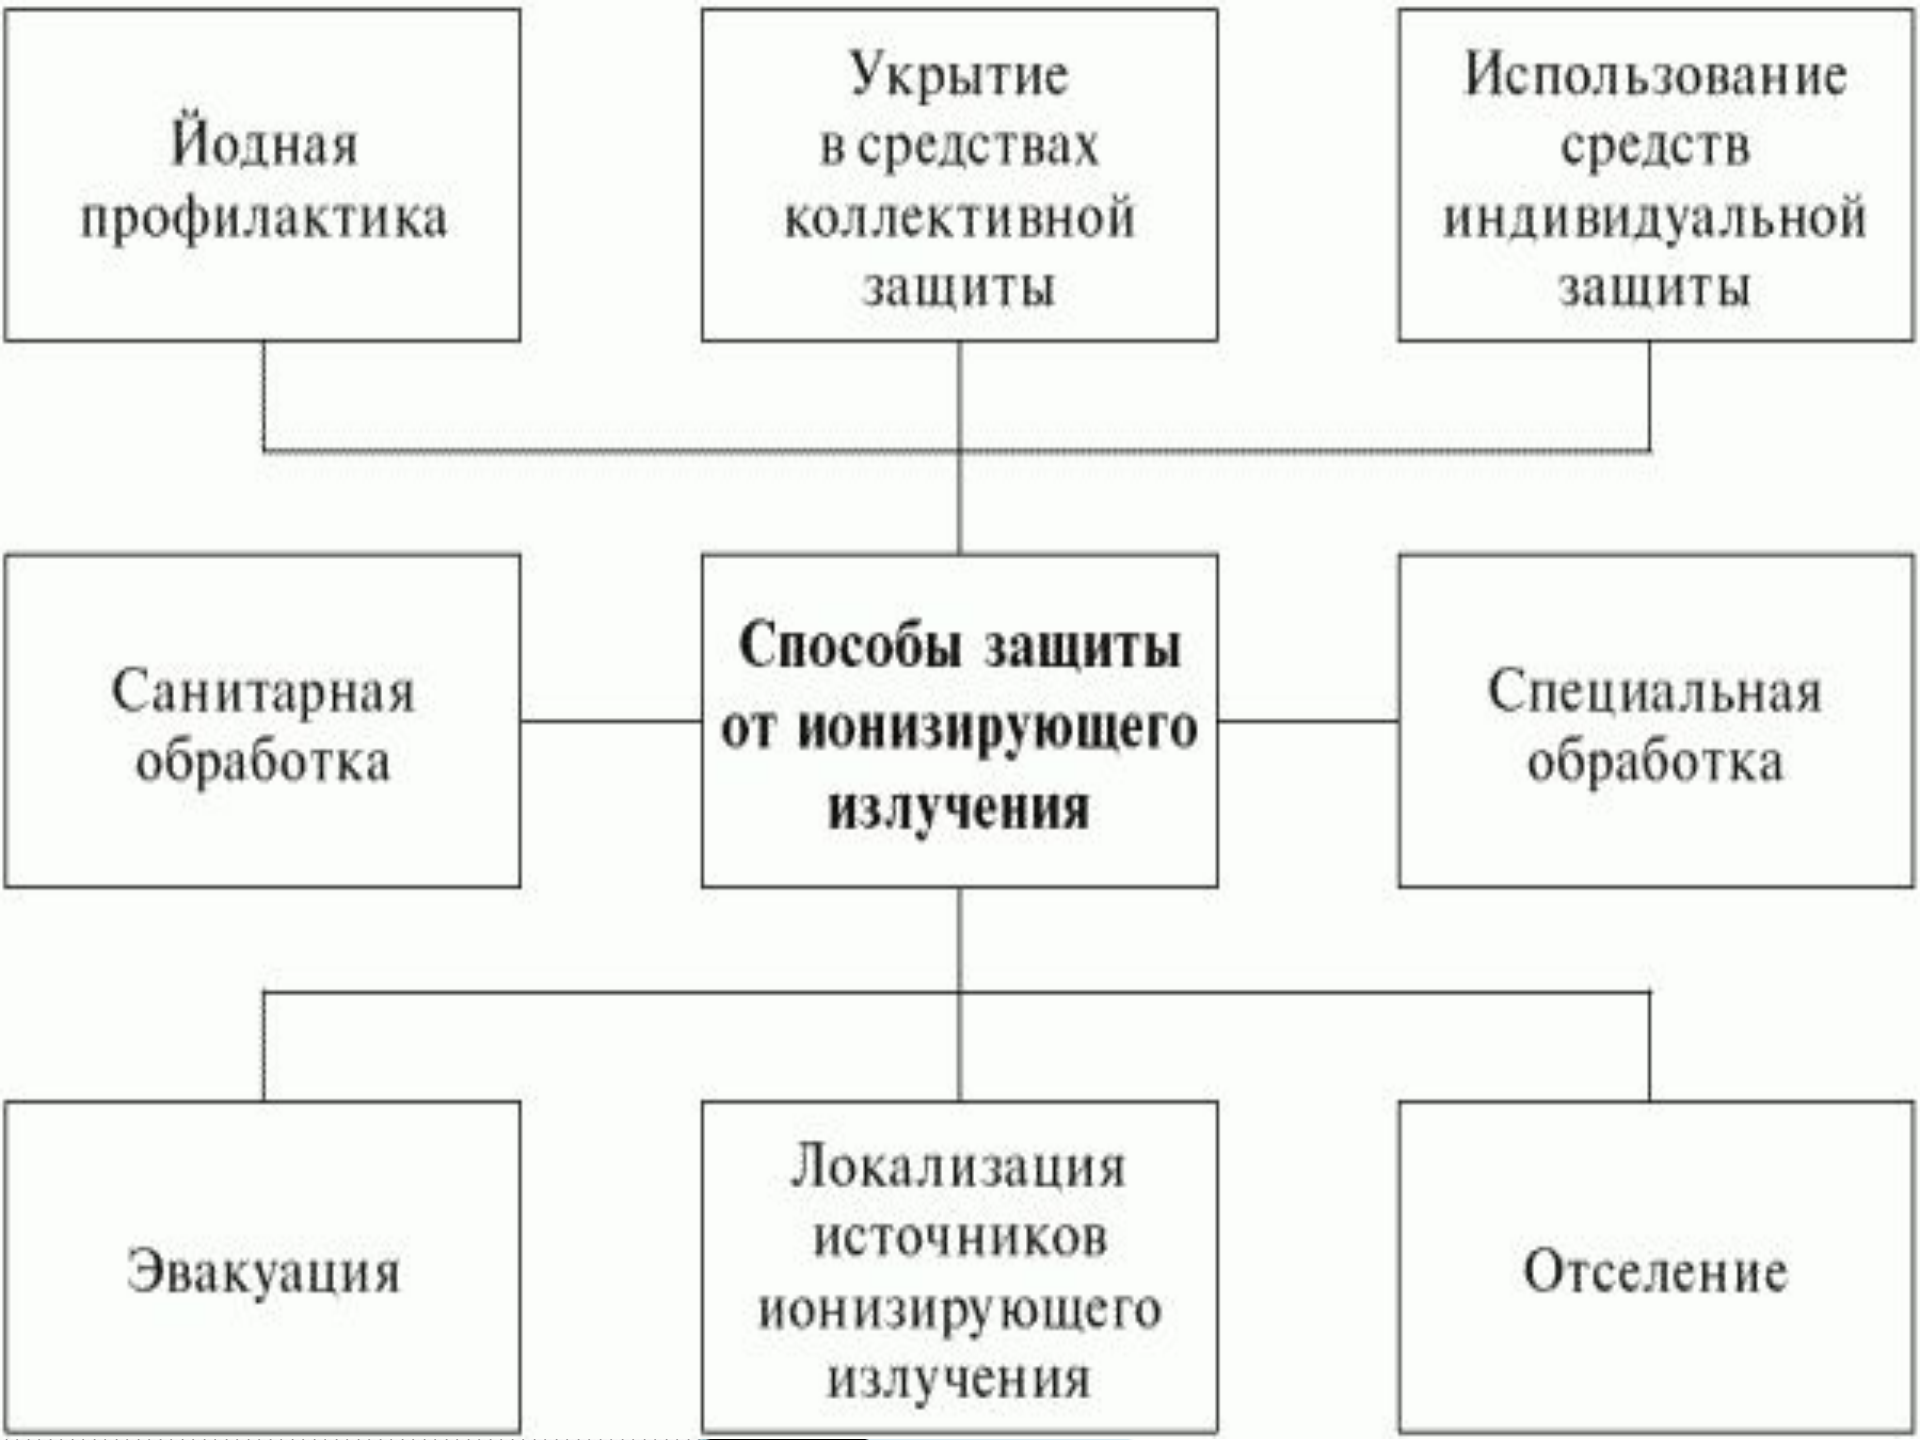 Йодная
профилактика
Укрытие
в средствах
коллективной
защиты
Использование
средств
индивидуальной
защиты
Санитарная
обработка
Способы защиты
от ионизирующего
излучения
Специальная
обработка
Эвакуация
Локализация
источников
ионизирующего
излучения
Отселение